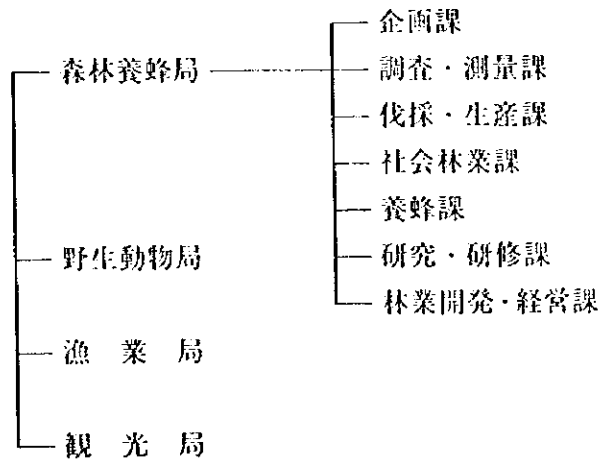 企画課
森林養蜂局
調査・測量課
伐採・生産課
社会林業課
養蜂課
野生動物局
研究・研修課
林業開発・経営課
漁業局
観光局